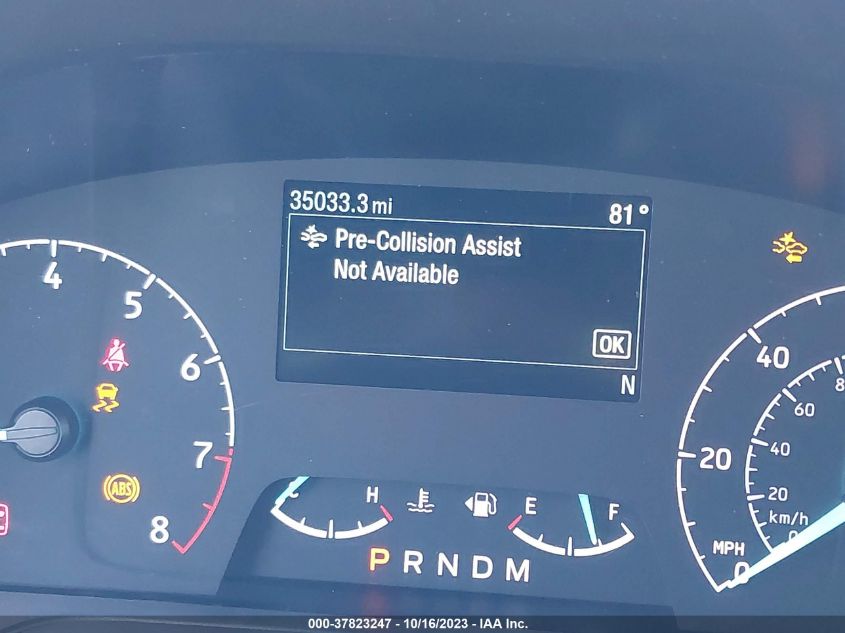 35033.3 mi 81°
Pre-Collision Assist
Not Available
OK
N
4
5
6
7
8
ABS
H
E
F
P R N D M
40
20
MPH
0
60
40
20
km/h
000-37823247 - 10/16/2023 - IAA Inc.